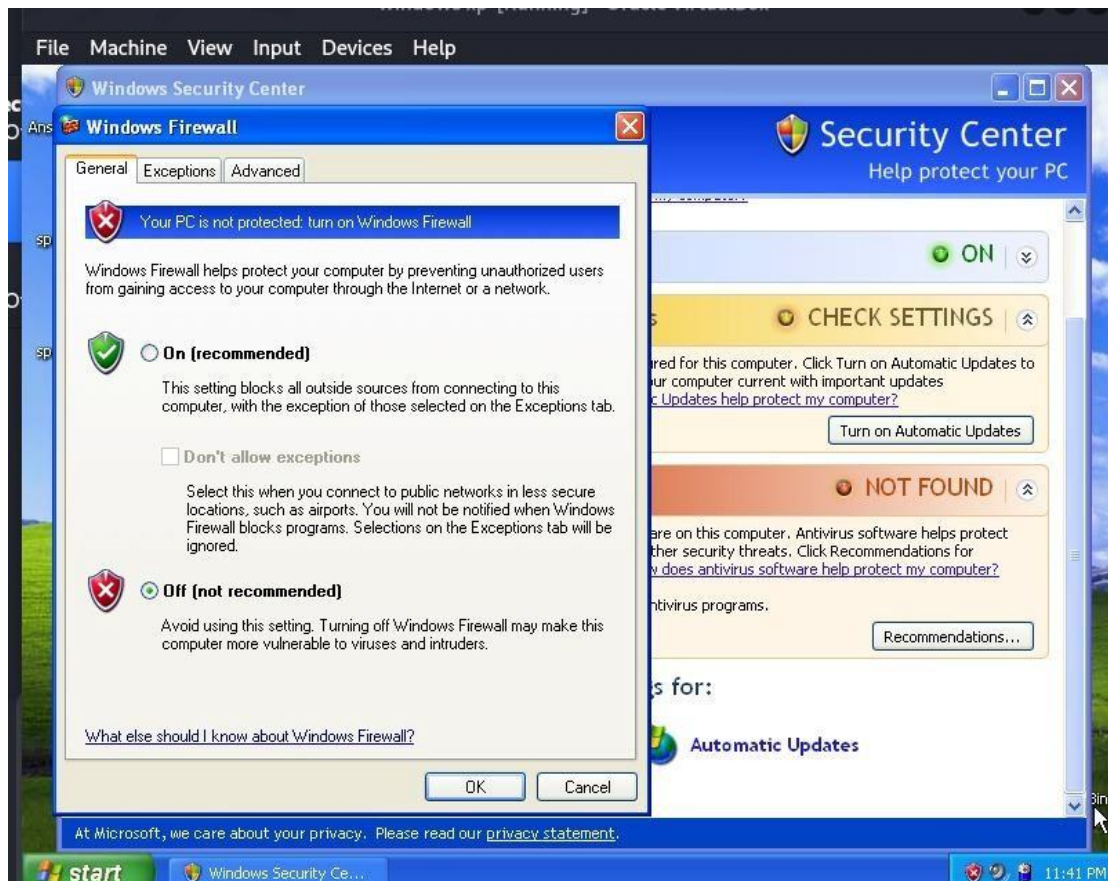 File Machine View Input Devices Help
Windows Security Center
Windows Firewall
General Exceptions Advanced
Your PC is not protected: turn on Windows Firewall
Windows Firewall helps protect your computer by preventing unauthorized users
from gaining access to your computer through the Internet or a network.
On (recommended)
This setting blocks all outside sources from connecting to this
computer, with the exception of those selected on the Exceptions tab.
Don't allow exceptions
Select this when you connect to public networks in less secure
locations, such as airports. You will not be notified when Windows
Firewall blocks programs. Selections on the Exceptions tab will be
ignored.
Off (not recommended)
Avoid using this setting. Turning off Windows Firewall may make this
computer more vulnerable to viruses and intruders.
What else should I know about Windows Firewall?
OK Cancel
Security Center
Help protect your PC
ON
CHECK SETTINGS
for this computer. Click Turn on Automatic Updates to
computer current with important updates
Updates help protect my computer?
Turn on Automatic Updates
NOT FOUND
on this computer. Antivirus software helps protect
security threats. Click Recommendations for
does antivirus software help protect my computer?
programs.
Recommendations...
for:
Automatic Updates
At Microsoft, we care about your privacy. Please read our privacy statement.
start Windows Security Ce... 11:41 PM